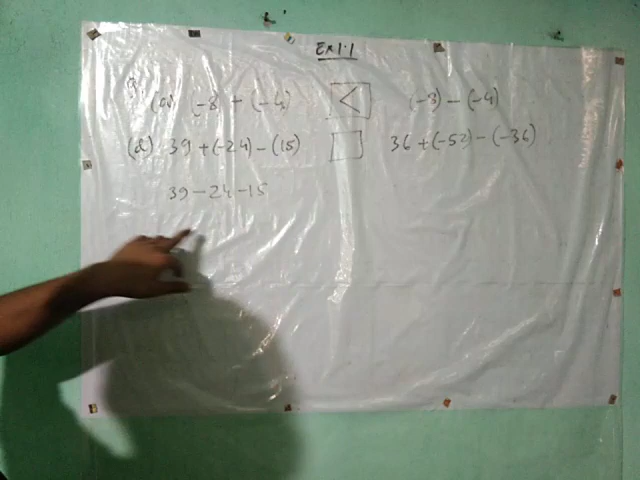 Ex 1.1
(a) (-8) + (-4) < (-8) - (-4)
(d) 39 + (-24) - (15) □ 36 + (-52) - (-36)
39 - 24 - 15